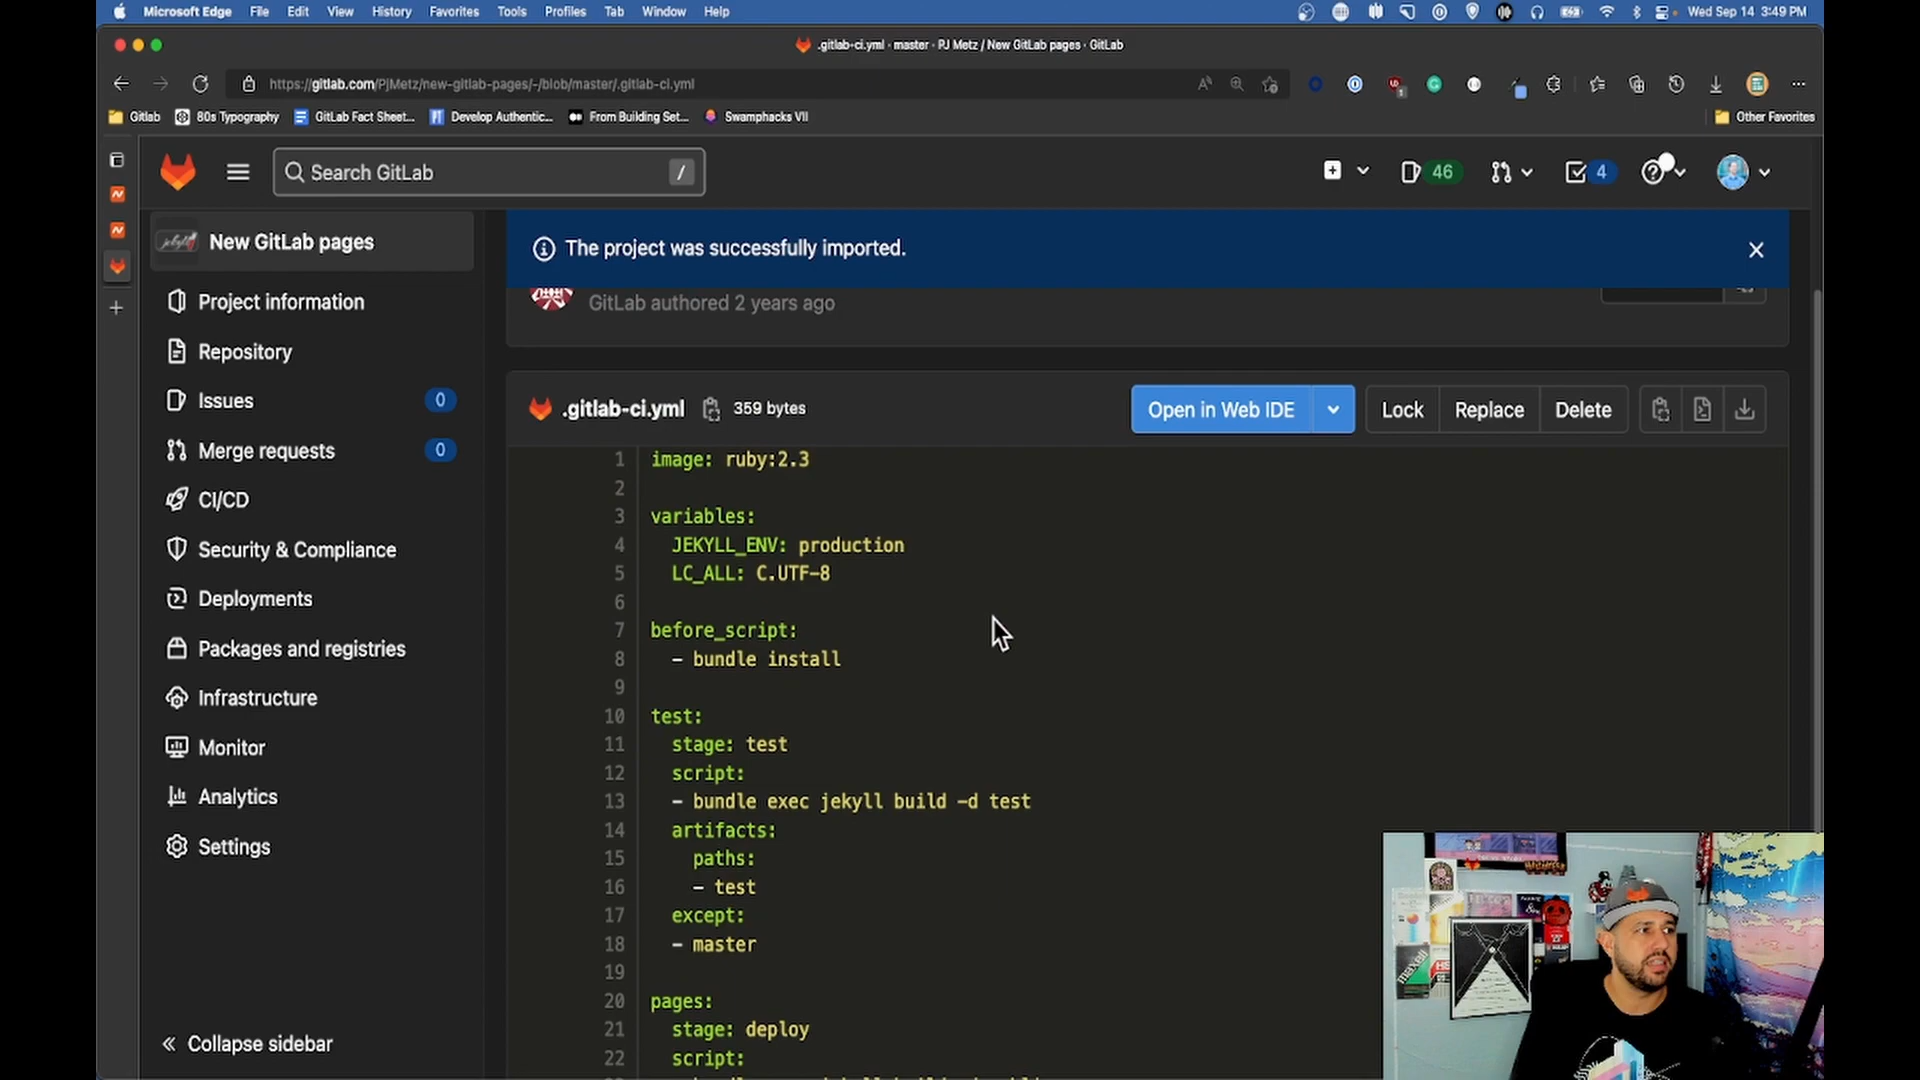 Microsoft Edge File Edit View History Favorites Tools Profiles Tab Window Help Wed Sep 14 3:49 PM
.gitlab-ci.yml · master · PJ Metz / New GitLab pages · GitLab
https://gitlab.com/PjMetz/new-gitlab-pages/-/blob/master/.gitlab-ci.yml
Gitlab 80s Typography GitLab Fact Sheet... Develop Authentic... From Building Set... Swamphacks VII Other Favorites
Search GitLab / 46 4
New GitLab pages
The project was successfully imported.
GitLab authored 2 years ago
Project information
Repository
Issues 0
Merge requests 0
CI/CD
Security & Compliance
Deployments
Packages and registries
Infrastructure
Monitor
Analytics
Settings
Collapse sidebar
.gitlab-ci.yml 359 bytes Open in Web IDE Lock Replace Delete
1 image: ruby:2.3
2
3 variables:
4 JEKYLL_ENV: production
5 LC_ALL: C.UTF-8
6
7 before_script:
8 - bundle install
9
10 test:
11 stage: test
12 script:
13 - bundle exec jekyll build -d test
14 artifacts:
15 paths:
16 - test
17 except:
18 - master
19
20 pages:
21 stage: deploy
22 script:
maxell